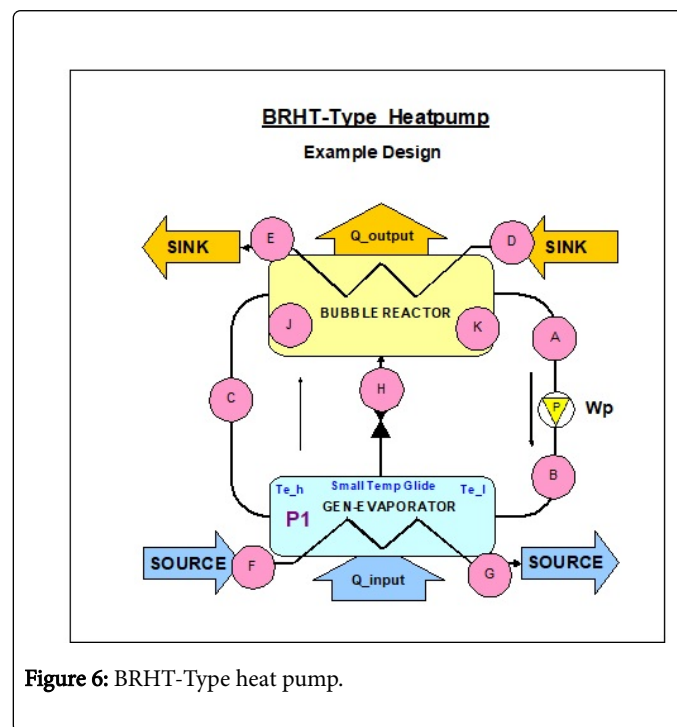 BRHT-Type Heatpump
Example Design
SINK
E
Q_output
D
SINK
BUBBLE REACTOR
J
K
A
H
C
P
Wp
B
Te_h
Small Temp Glide
Te_l
GEN-EVAPORATOR
P1
SOURCE
F
Q_input
G
SOURCE
Figure 6: BRHT-Type heat pump.